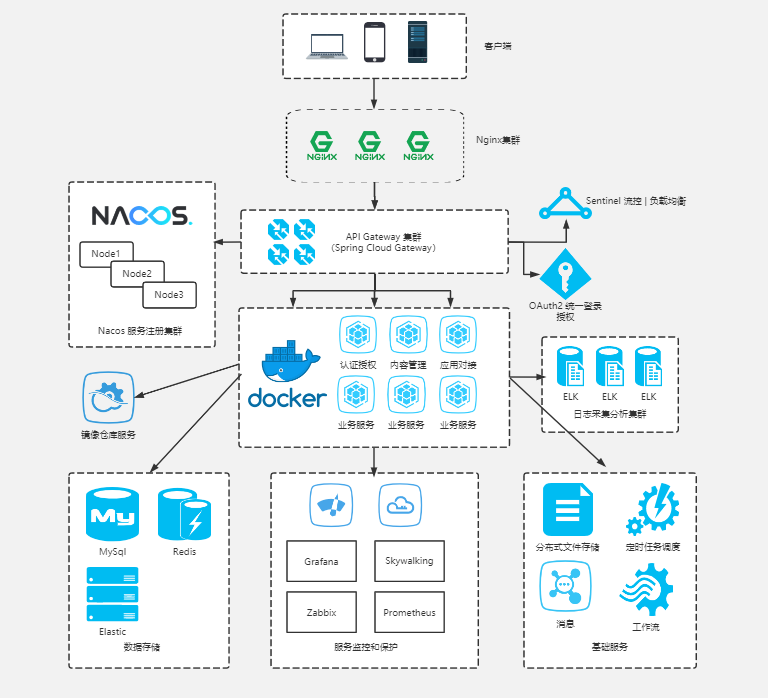 客户端
NGINX
NGINX
NGINX
Nginx集群
NACOS.
Node1
Node2
Node3
Nacos 服务注册集群
API Gateway 集群
(Spring Cloud Gateway)
Sentinel 流控 | 负载均衡
OAuth2 统一登录
授权
docker
认证授权
内容管理
应用对接
业务服务
业务服务
业务服务
ELK
ELK
ELK
日志采集分析集群
镜像仓库服务
My
MySql
Redis
Elastic
数据存储
Grafana
Skywalking
Zabbix
Prometheus
服务监控和保护
分布式文件存储
定时任务调度
消息
工作流
基础服务